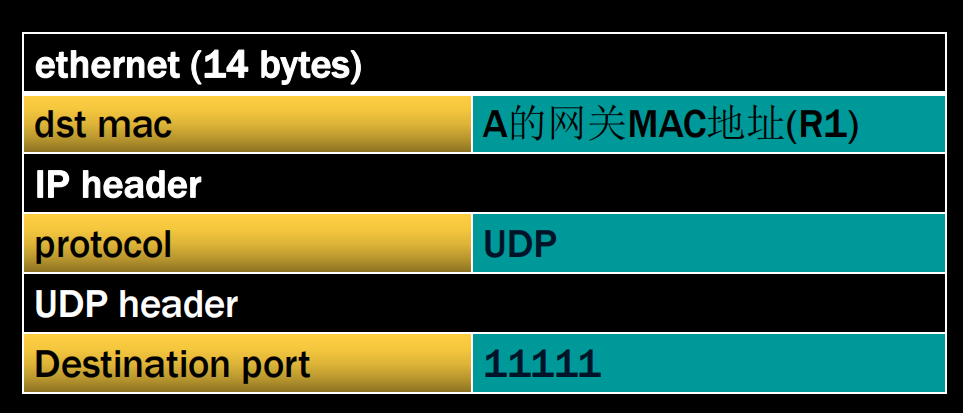 ethernet (14 bytes)
dst mac A的网关MAC地址(R1)
IP header
protocol UDP
UDP header
Destination port 11111